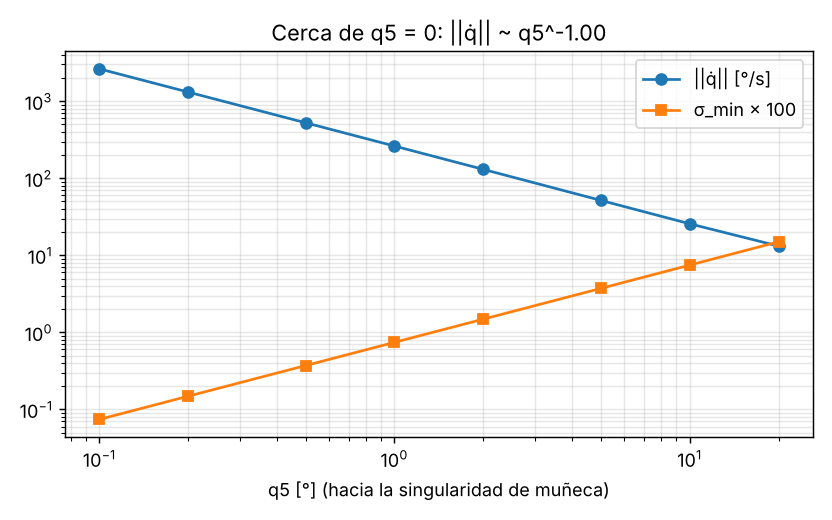 Cerca de q5 = 0: ||q̇|| ~ q5^-1.00
||q̇|| [°/s]
σ_min × 100
10³
10²
10¹
10⁰
10⁻¹
10⁻¹ 10⁰ 10¹
q5 [°] (hacia la singularidad de muñeca)